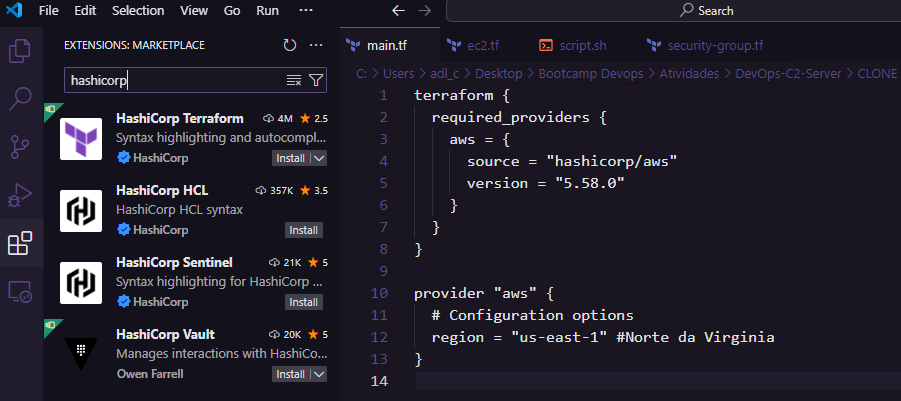 File Edit Selection View Go Run ···
Search
EXTENSIONS: MARKETPLACE
hashicorp
HashiCorp Terraform 4M 2.5
Syntax highlighting and autocompl...
HashiCorp Install
HashiCorp HCL 357K 3.5
HashiCorp HCL syntax
HashiCorp Install
HashiCorp Sentinel 21K 5
Syntax highlighting for HashiCorp ...
HashiCorp Install
HashiCorp Vault 20K 5
Manages interactions with HashiCo...
Owen Farrell Install
main.tf ec2.tf script.sh security-group.tf
C: > Users > adl_c > Desktop > Bootcamp Devops > Atividades > DevOps-C2-Server > CLONE
1 terraform {
2 required_providers {
3 aws = {
4 source = "hashicorp/aws"
5 version = "5.58.0"
6 }
7 }
8 }
9
10 provider "aws" {
11 # Configuration options
12 region = "us-east-1" #Norte da Virginia
13 }
14